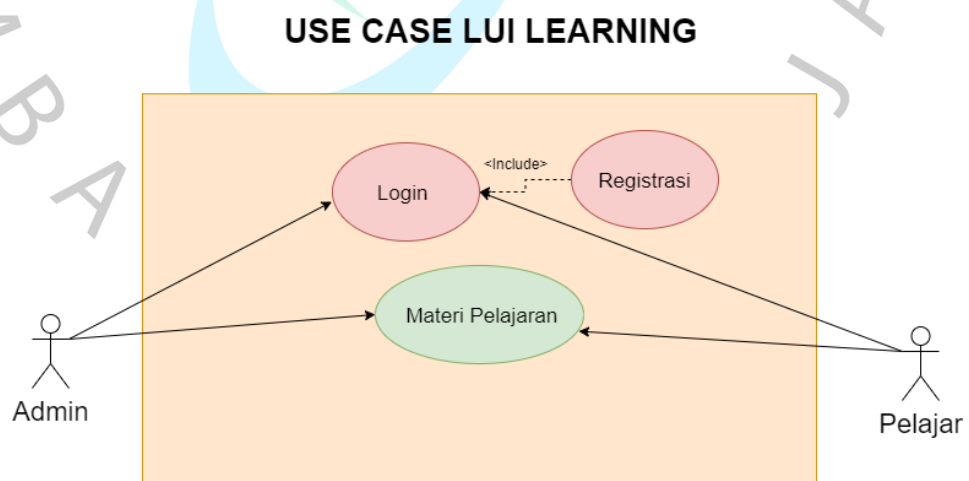 USE CASE LUI LEARNING
<Include>
Login
Registrasi
Materi Pelajaran
Admin
Pelajar
M B A
A J